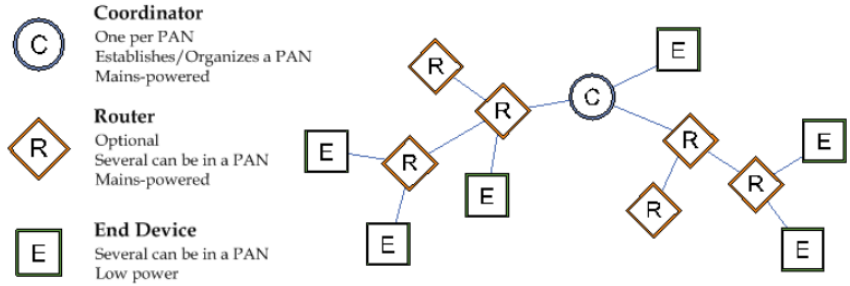 C
Coordinator
One per PAN
Establishes/Organizes a PAN
Mains-powered
R
Router
Optional
Several can be in a PAN
Mains-powered
E
End Device
Several can be in a PAN
Low power
R
E
R
C
E
R
E
R
E
R
R
E
E